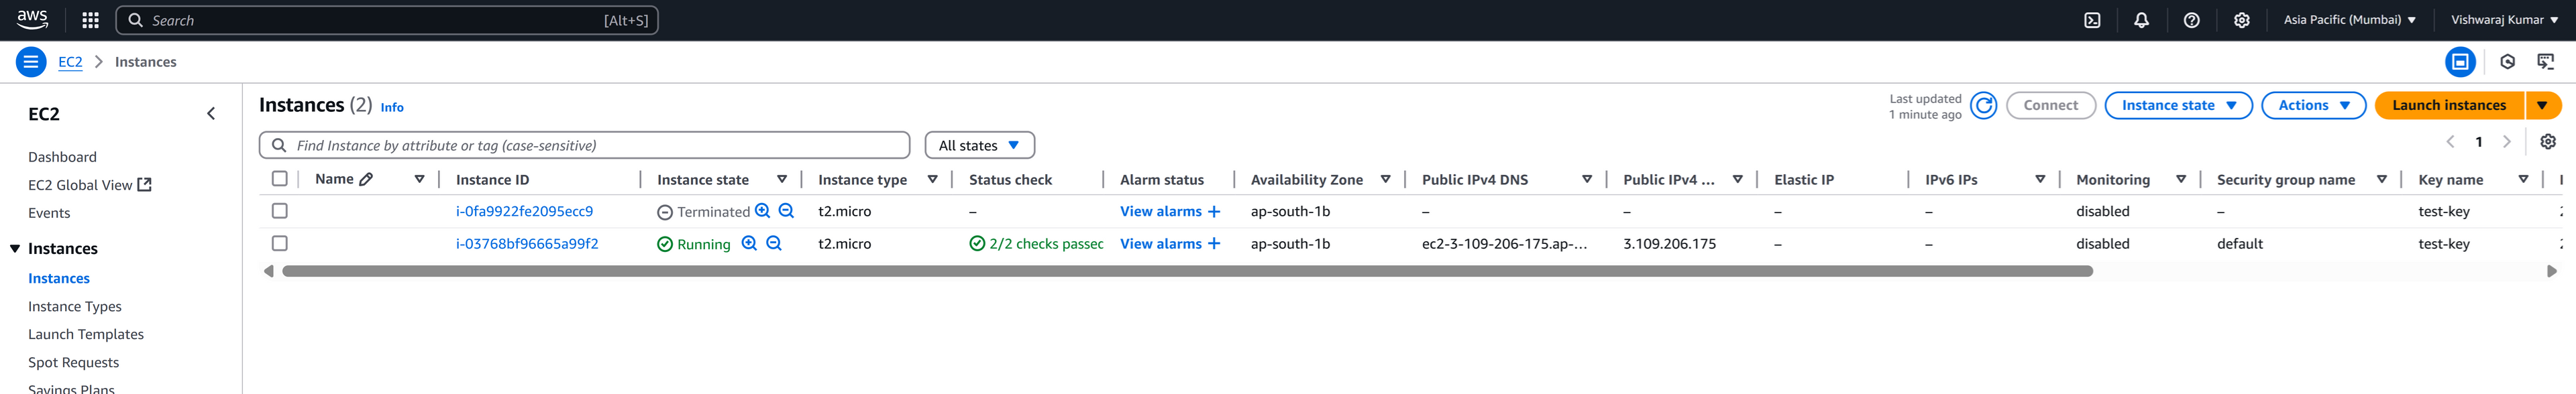 aws Search [Alt+S] Asia Pacific (Mumbai) Vishwaraj Kumar
EC2 Instances
EC2
Dashboard
EC2 Global View
Events
Instances
Instances
Instance Types
Launch Templates
Spot Requests
Savings Plans
Instances (2) Info
Last updated
1 minute ago
Connect Instance state Actions Launch instances
Find Instance by attribute or tag (case-sensitive) All states 1
Name Instance ID Instance state Instance type Status check Alarm status Availability Zone Public IPv4 DNS Public IPv4 ... Elastic IP IPv6 IPs Monitoring Security group name Key name
i-0fa9922fe2095ecc9 Terminated t2.micro – View alarms + ap-south-1b – – – – disabled – test-key
i-03768bf96665a99f2 Running t2.micro 2/2 checks passec View alarms + ap-south-1b ec2-3-109-206-175.ap-... 3.109.206.175 – – disabled default test-key